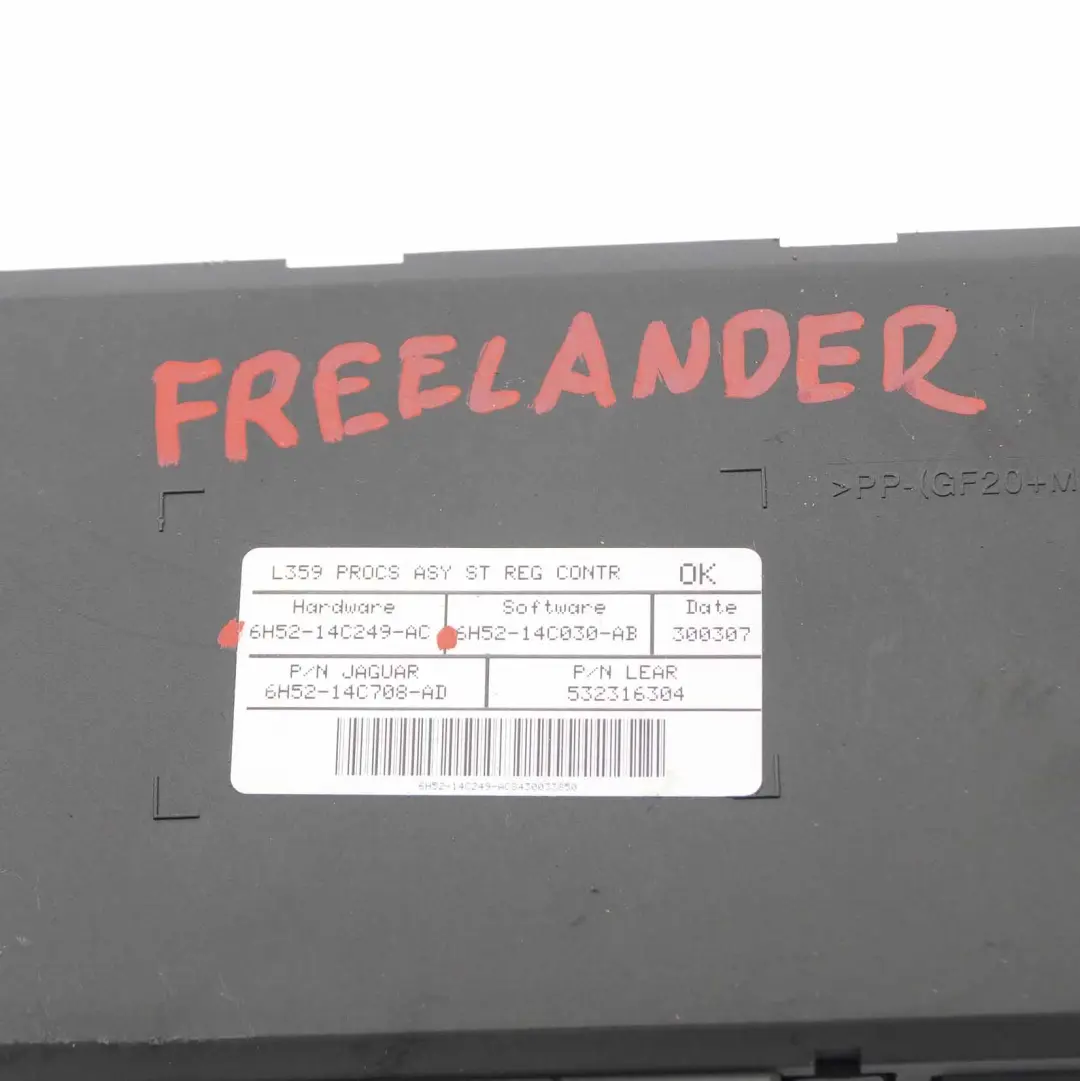 FREELANDER
>PP-(GF20+M
L359 PROCS ASY ST REG CONTR OK
Hardware Software Date
6H52-14C249-AC 6H52-14C030-AB 300307
P/N JAGUAR P/N LEAR
6H52-14C708-AD 532316304